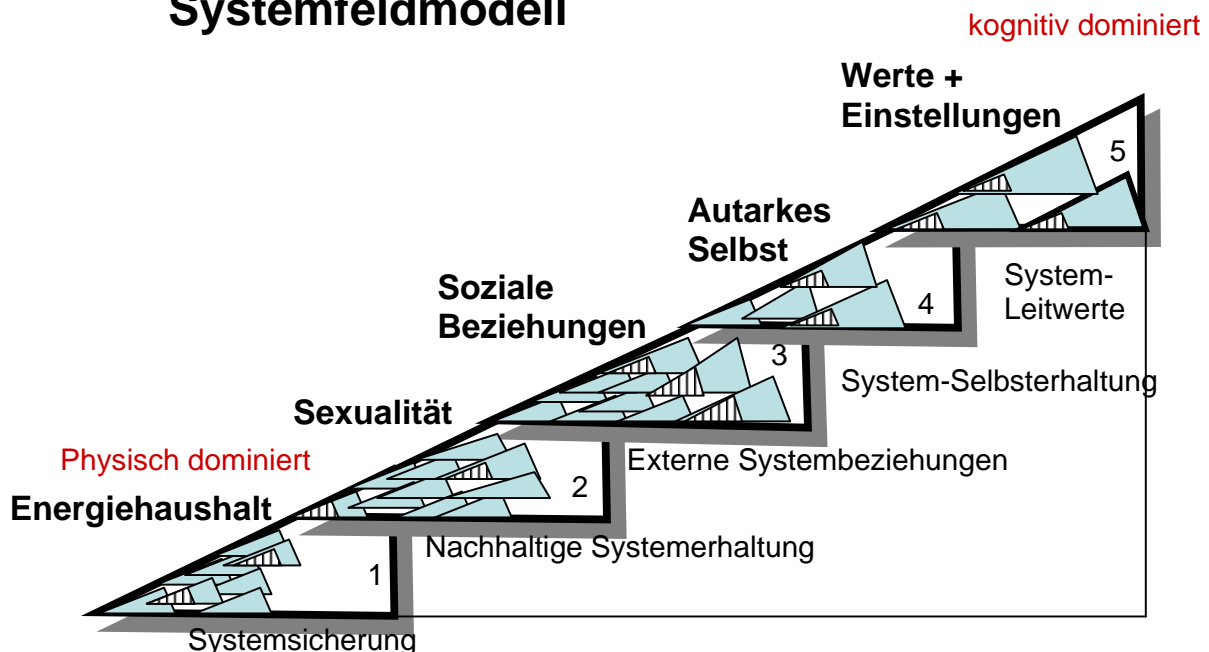 Systemfeldmodell
kognitiv dominiert
Werte +
Einstellungen
5
Autarkes
Selbst
System-
Leitwerte
4
Soziale
Beziehungen
3
System-Selbsterhaltung
Sexualität
Physisch dominiert
Externe Systembeziehungen
2
Energiehaushalt
Nachhaltige Systemerhaltung
1
Systemsicherung